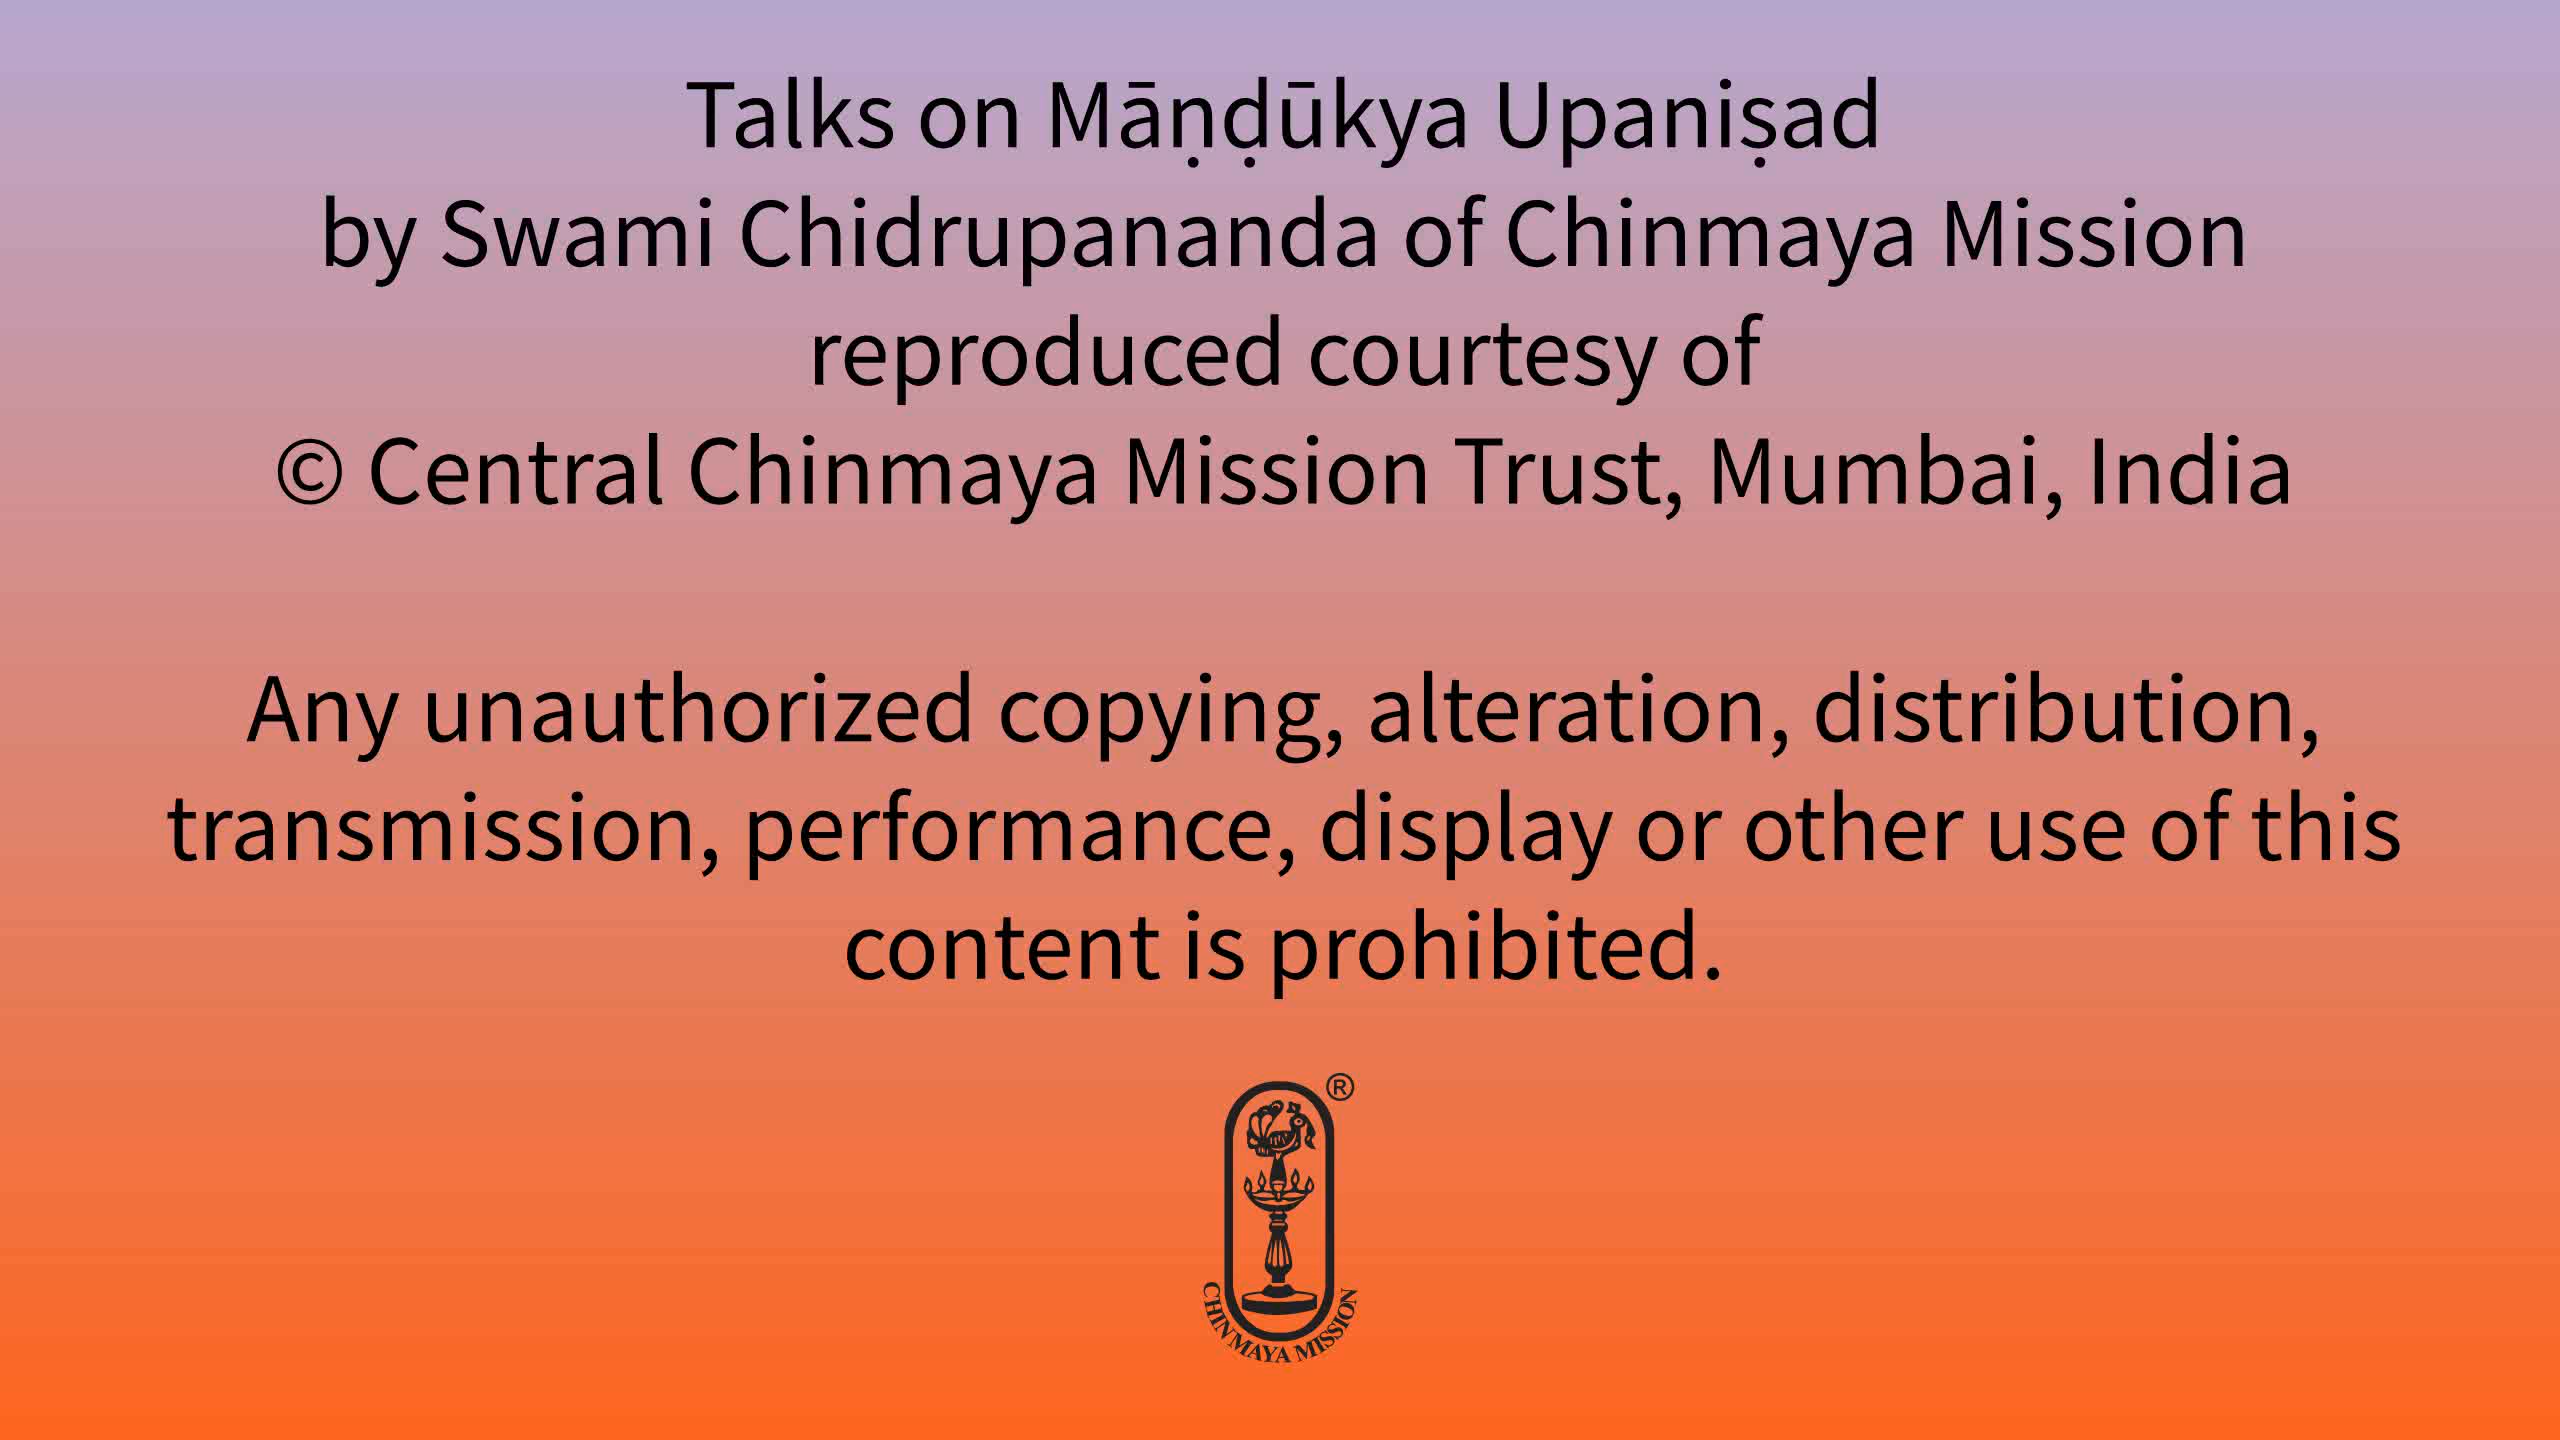 Talks on Māṇḍūkya Upaniṣad
by Swami Chidrupananda of Chinmaya Mission
reproduced courtesy of
© Central Chinmaya Mission Trust, Mumbai, India
Any unauthorized copying, alteration, distribution,
transmission, performance, display or other use of this
content is prohibited.
®
CHINMAYA MISSION